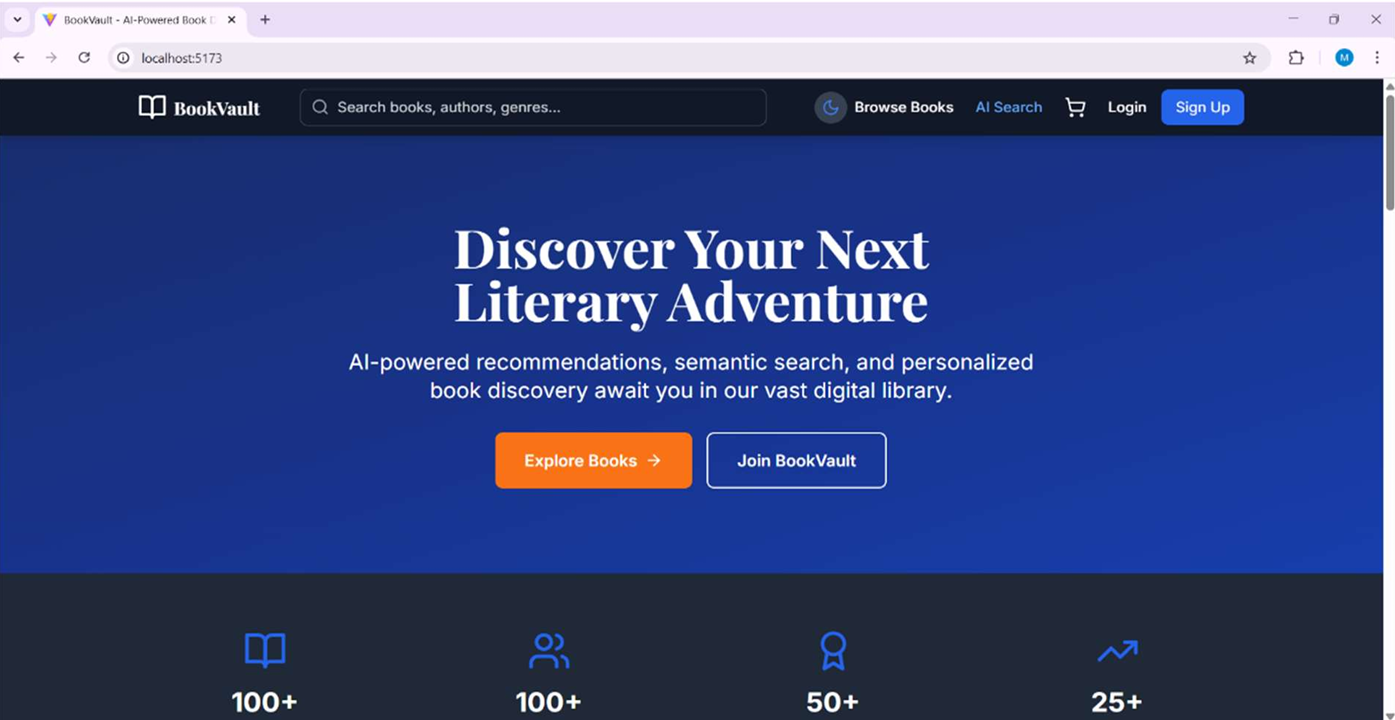 BookVault - AI-Powered Book D
localhost:5173
M
BookVault
Search books, authors, genres...
Browse Books
AI Search
Login
Sign Up
Discover Your Next
Literary Adventure
AI-powered recommendations, semantic search, and personalized
book discovery await you in our vast digital library.
Explore Books →
Join BookVault
100+
100+
50+
25+